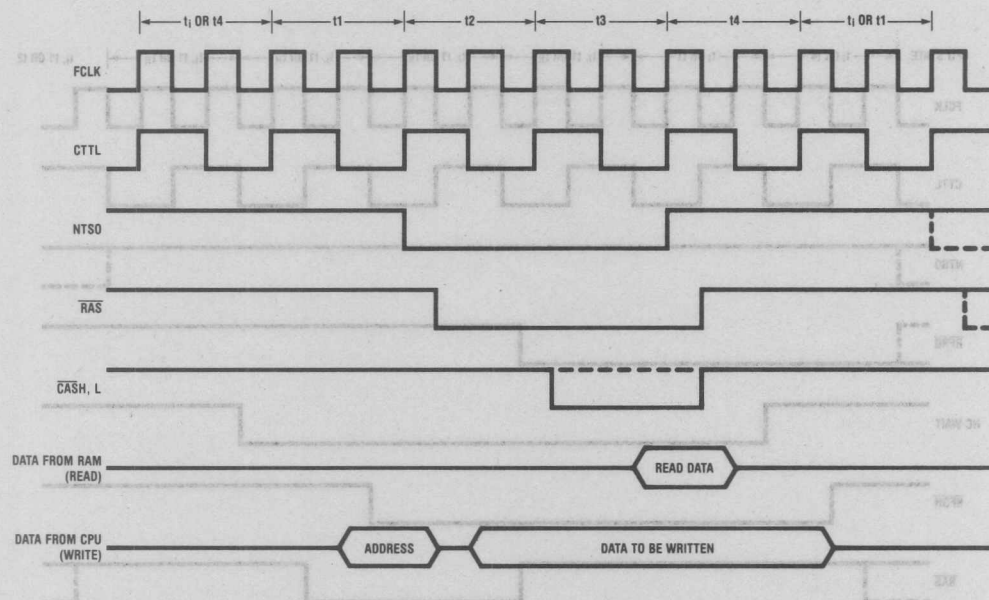 tᵢ OR t4 t1 t2 t3 t4 tᵢ OR t1
FCLK
CTTL
NTSO
RAS
CASH, L
DATA FROM RAM
(READ)
READ DATA
DATA FROM CPU
(WRITE)
ADDRESS
DATA TO BE WRITTEN